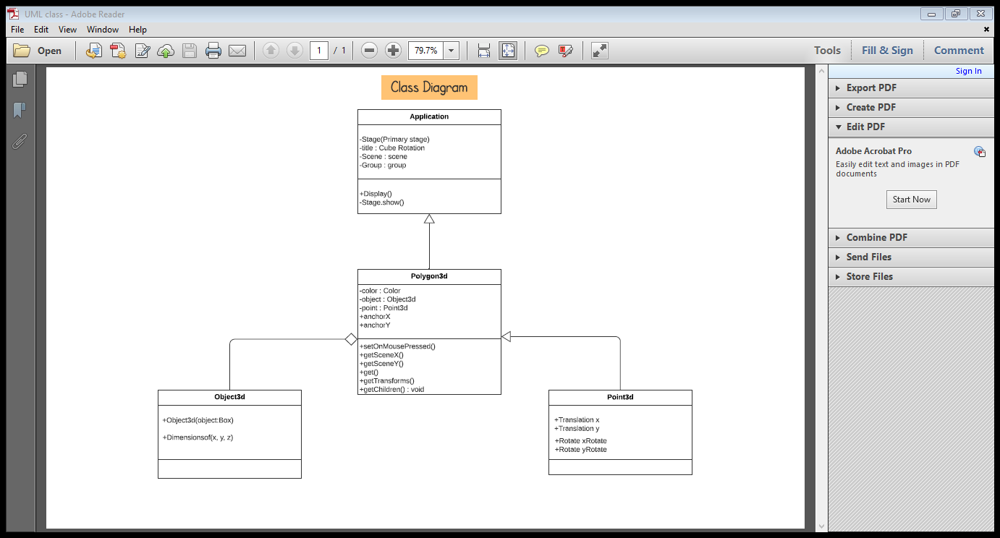 UML class - Adobe Reader
File Edit View Window Help
Open 1 / 1 79.7% Tools Fill & Sign Comment
Sign In
Export PDF
Create PDF
Edit PDF
Adobe Acrobat Pro
Easily edit text and images in PDF
documents
Start Now
Combine PDF
Send Files
Store Files
Class Diagram
Application
-Stage(Primary stage)
-title : Cube Rotation
-Scene : scene
-Group : group
+Display()
-Stage.show()
Polygon3d
-color : Color
-object : Object3d
-point : Point3d
+anchorX
+anchorY
+setOnMousePressed()
+getSceneX()
+getSceneY()
+get()
+getTransforms()
+getChildren() : void
Object3d
+Object3d(object:Box)
+Dimensionsof(x, y, z)
Point3d
+Translation x
+Translation y
+Rotate xRotate
+Rotate yRotate